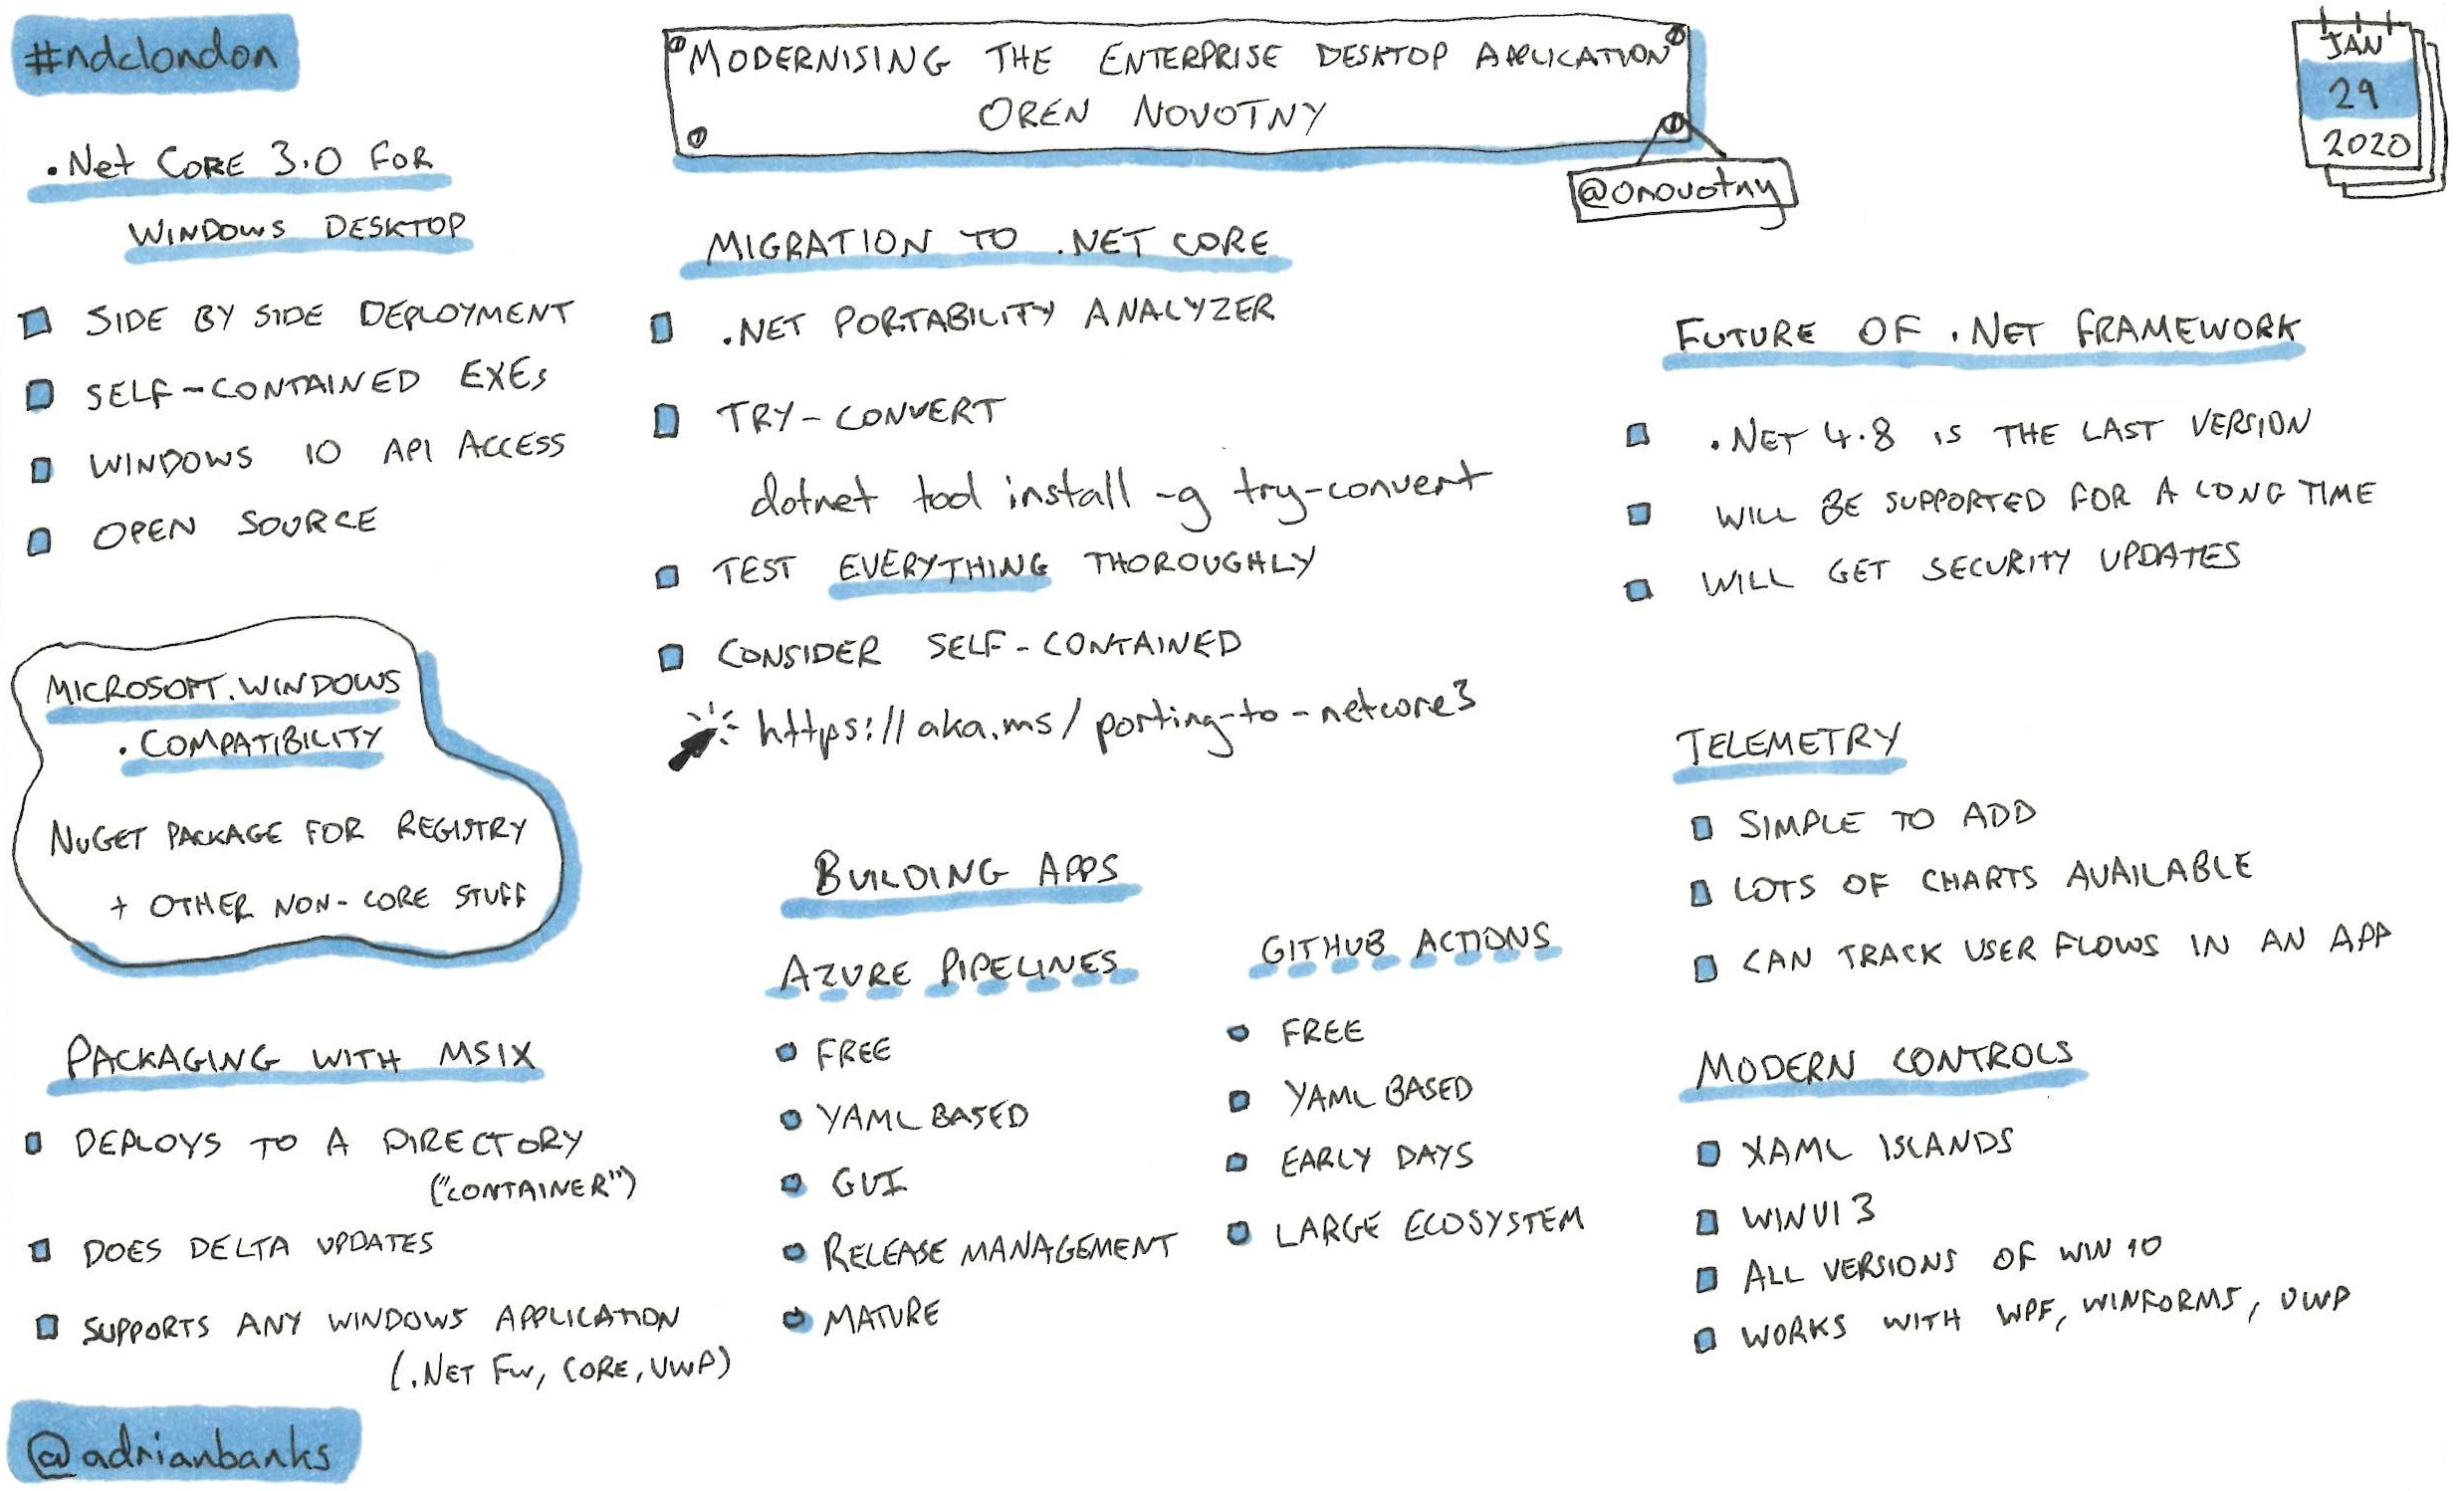 #ndclondon
MODERNISING THE ENTERPRISE DESKTOP APPLICATION
OREN NOVOTNY
@onovotny
JAN
29
2020
.Net CORE 3.0 FOR
WINDOWS DESKTOP
SIDE BY SIDE DEPLOYMENT
SELF-CONTAINED EXEs
WINDOWS 10 API ACCESS
OPEN SOURCE
MICROSOFT.WINDOWS
.COMPATIBILITY
NUGET PACKAGE FOR REGISTRY
+ OTHER NON-CORE STUFF
PACKAGING WITH MSIX
DEPLOYS TO A DIRECTORY
("CONTAINER")
DOES DELTA UPDATES
SUPPORTS ANY WINDOWS APPLICATION
(.NET FW, CORE, UWP)
@adrianbanks
MIGRATION TO .NET CORE
.NET PORTABILITY ANALYZER
TRY-CONVERT
dotnet tool install -g try-convert
TEST EVERYTHING THOROUGHLY
CONSIDER SELF-CONTAINED
https://aka.ms/porting-to-netcore3
BUILDING APPS
AZURE PIPELINES
FREE
YAML BASED
GUI
RELEASE MANAGEMENT
MATURE
GITHUB ACTIONS
FREE
YAML BASED
EARLY DAYS
LARGE ECOSYSTEM
FUTURE OF .NET FRAMEWORK
.NET 4.8 IS THE LAST VERSION
WILL BE SUPPORTED FOR A LONG TIME
WILL GET SECURITY UPDATES
TELEMETRY
SIMPLE TO ADD
LOTS OF CHARTS AVAILABLE
CAN TRACK USER FLOWS IN AN APP
MODERN CONTROLS
XAML ISLANDS
WINUI 3
ALL VERSIONS OF WIN 10
WORKS WITH WPF, WINFORMS, UWP